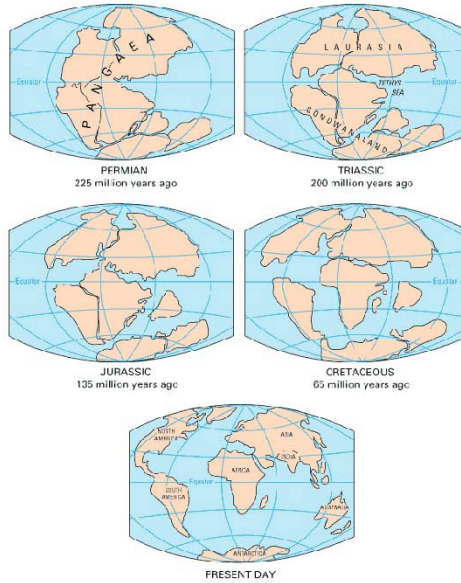 Equator
PANGAEA
PERMIAN
225 million years ago
LAURASIA
Equator
TETHYS
SEA
GONDWANALAND
TRIASSIC
200 million years ago
Equator
JURASSIC
135 million years ago
Equator
CRETACEOUS
65 million years ago
NORTH
AMERICA
ASIA
INDIA
AFRICA
Equator
SOUTH
AMERICA
AUSTRALIA
ANTARCTICA
PRESENT DAY